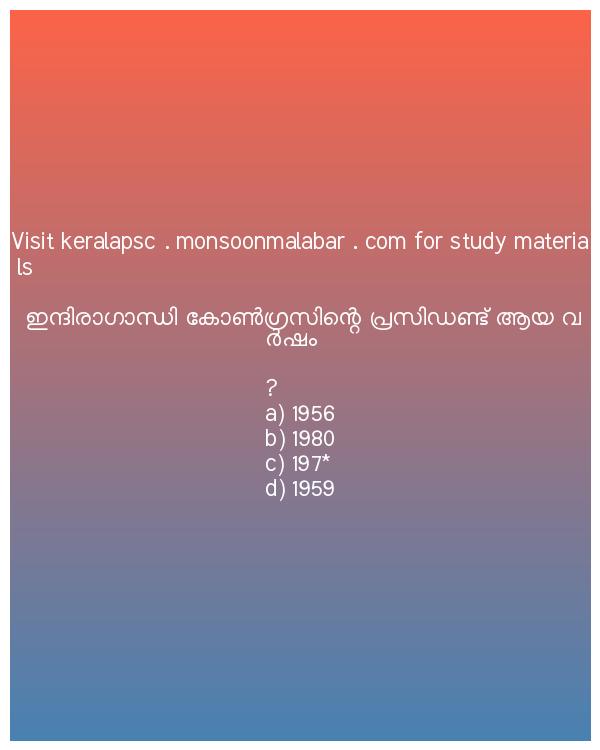 Visit keralapsc . monsoonmalabar . com for study materia
ls
ഇന്ദിരാഗാന്ധി കോൺഗ്രസിന്റെ പ്രസിഡണ്ട് ആയ വ
ർഷം
?
a) 1956
b) 1980
c) 197*
d) 1959